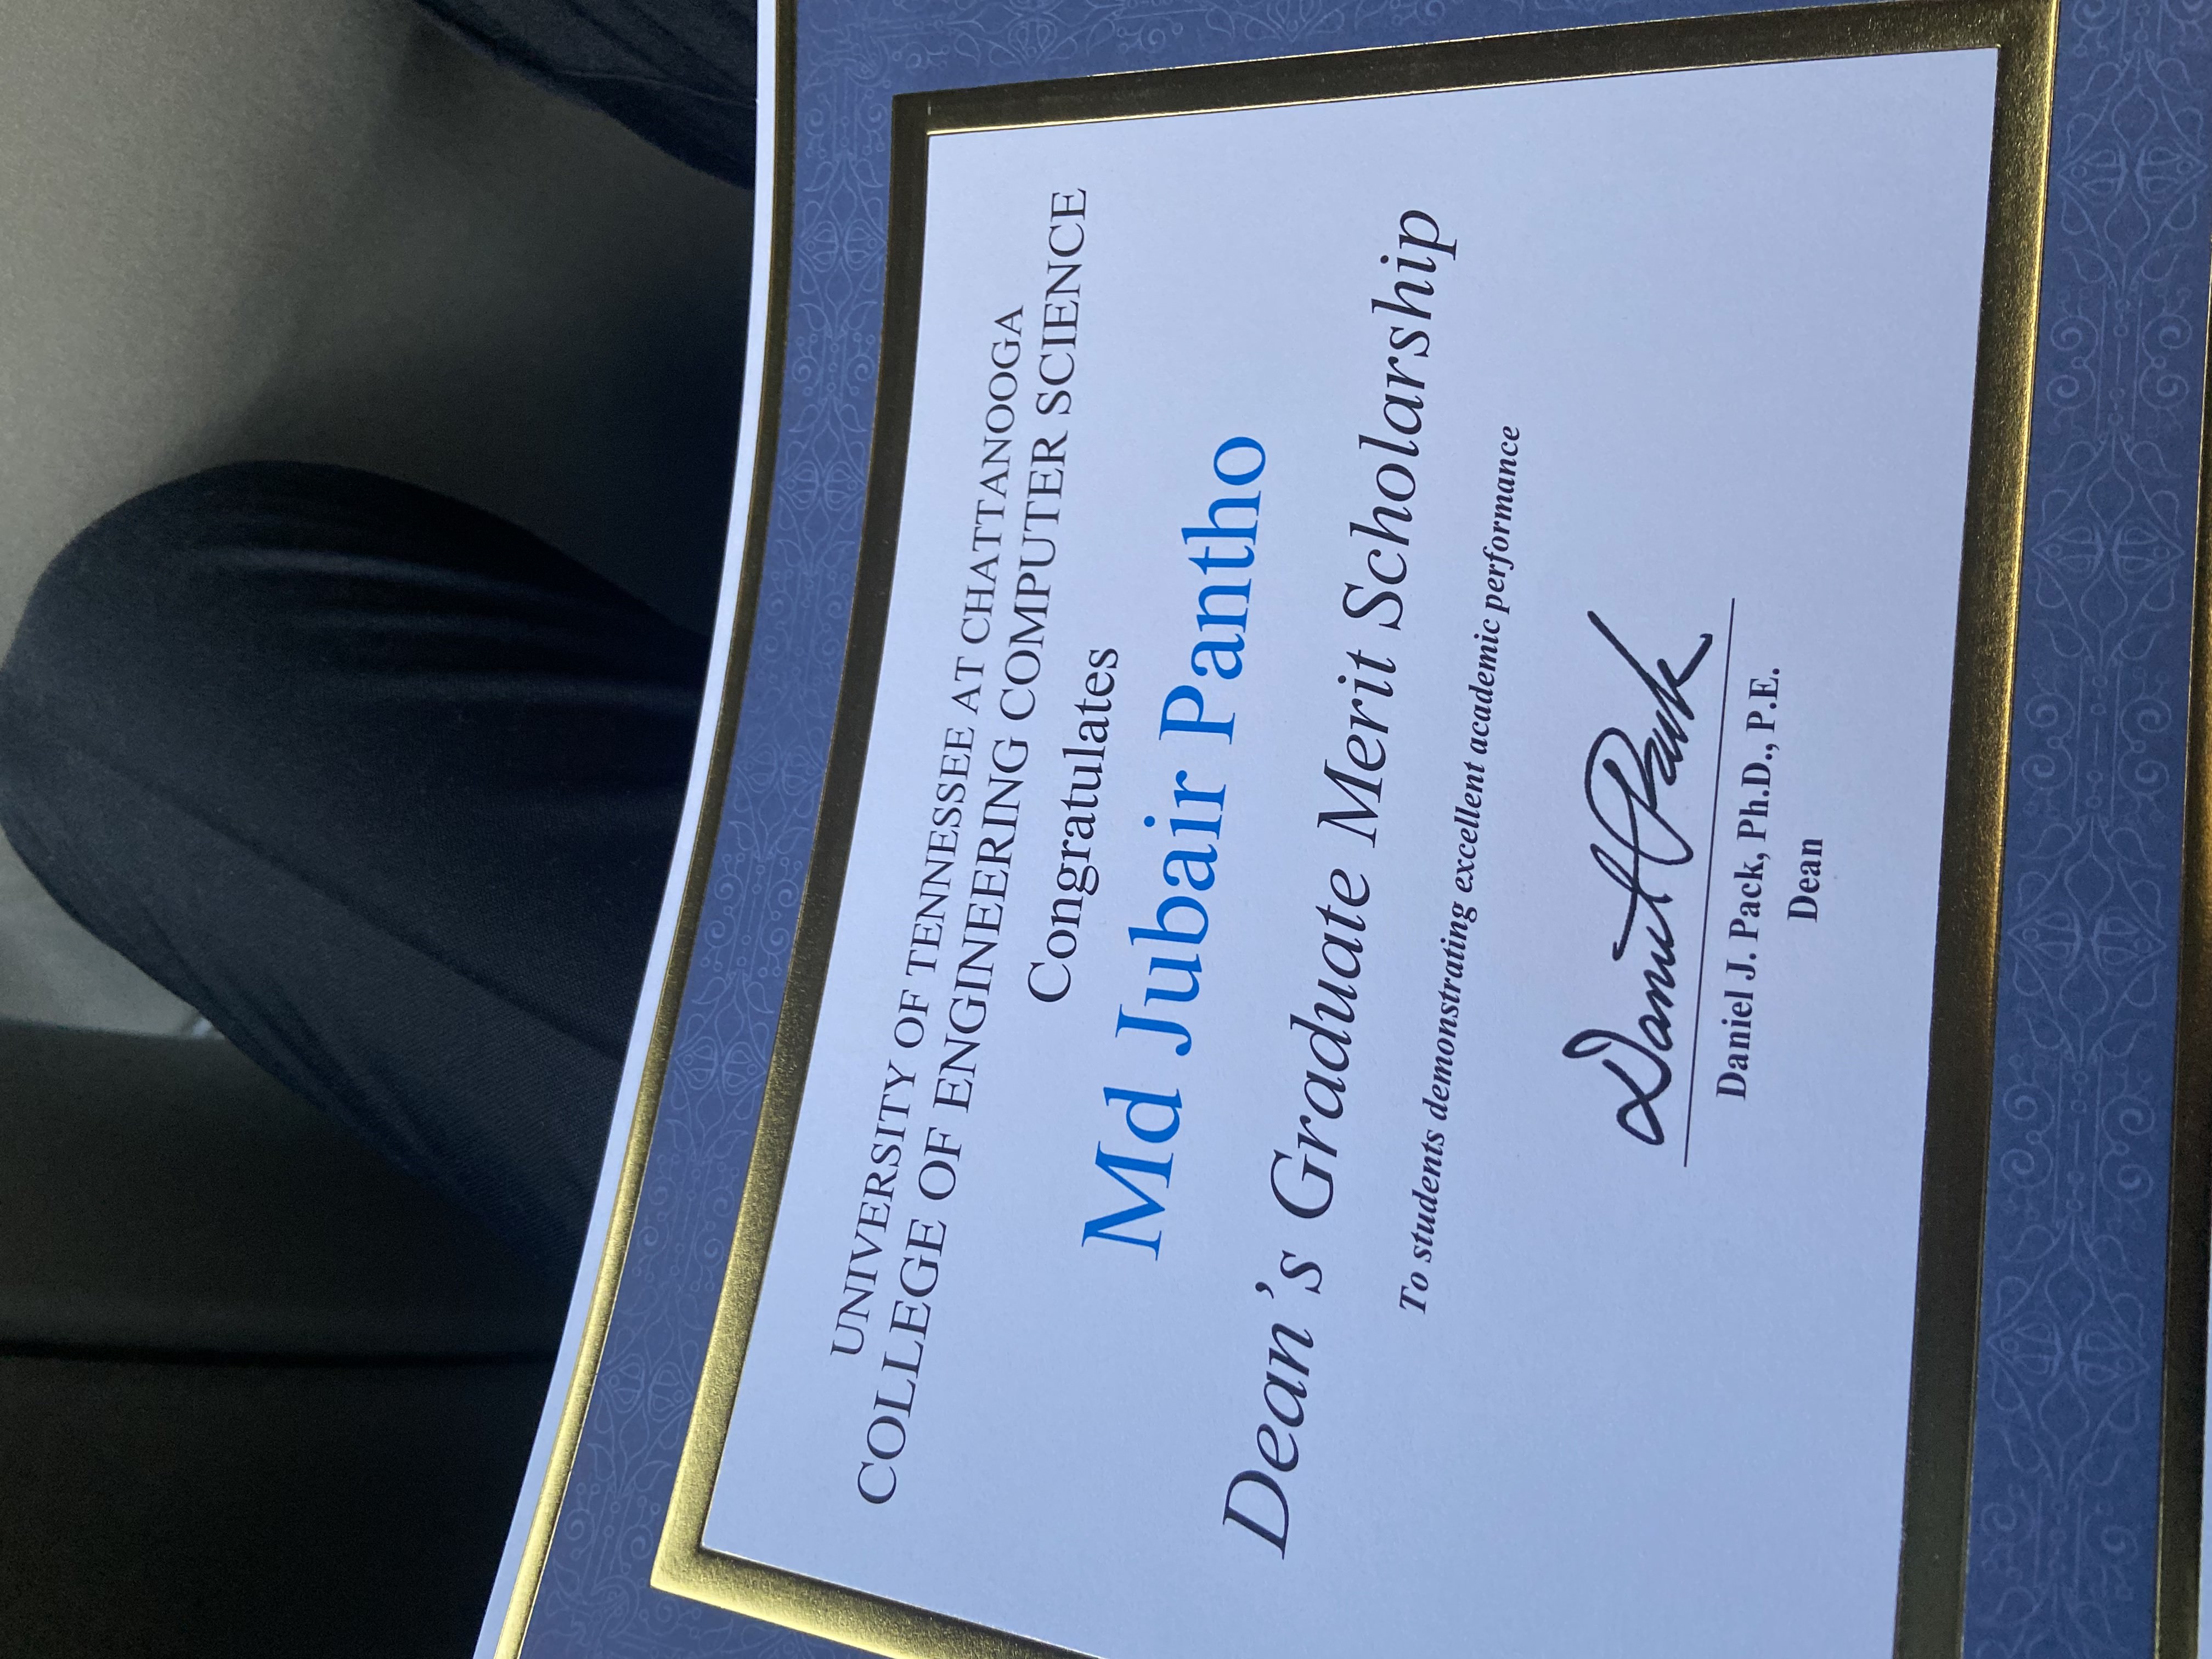 UNIVERSITY OF TENNESSEE AT CHATTANOOGA
COLLEGE OF ENGINEERING COMPUTER SCIENCE
Congratulates
Md Jubair Pantho
Dean's Graduate Merit Scholarship
To students demonstrating excellent academic performance
Daniel Pack
Daniel J. Pack, Ph.D., P.E.
Dean